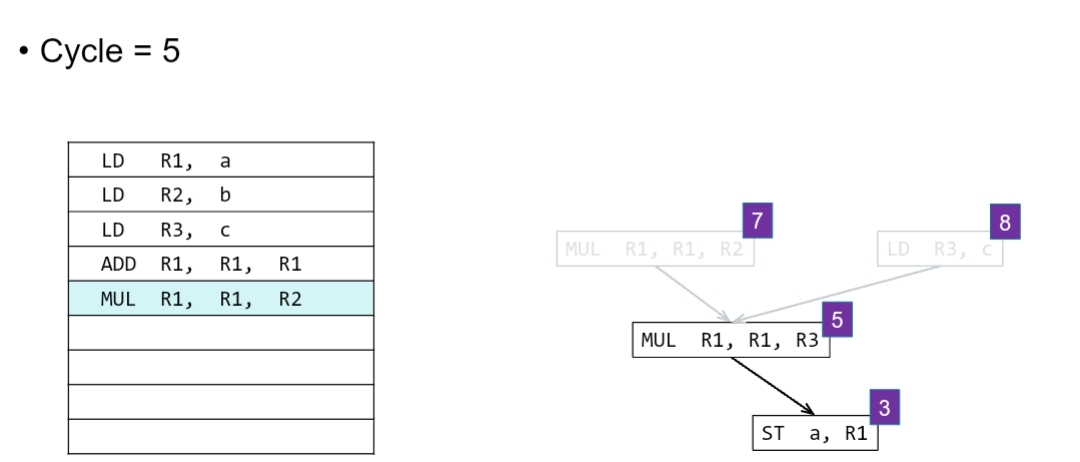 • Cycle = 5
LD R1, a
LD R2, b
LD R3, c
ADD R1, R1, R1
MUL R1, R1, R2
7
MUL R1, R1, R2
8
LD R3, c
5
MUL R1, R1, R3
3
ST a, R1